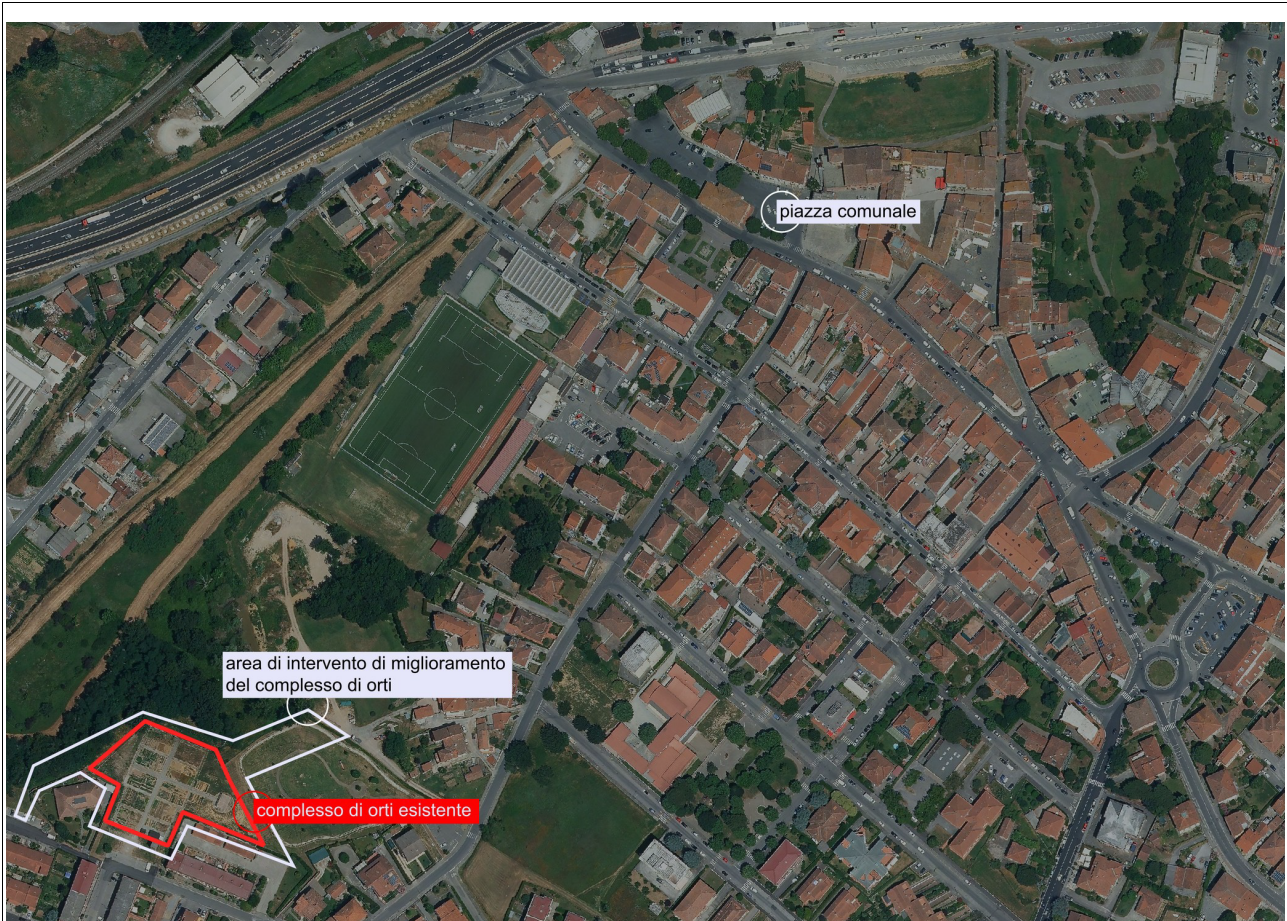 piazza comunale
area di intervento di miglioramento
del complesso di orti
complesso di orti esistente